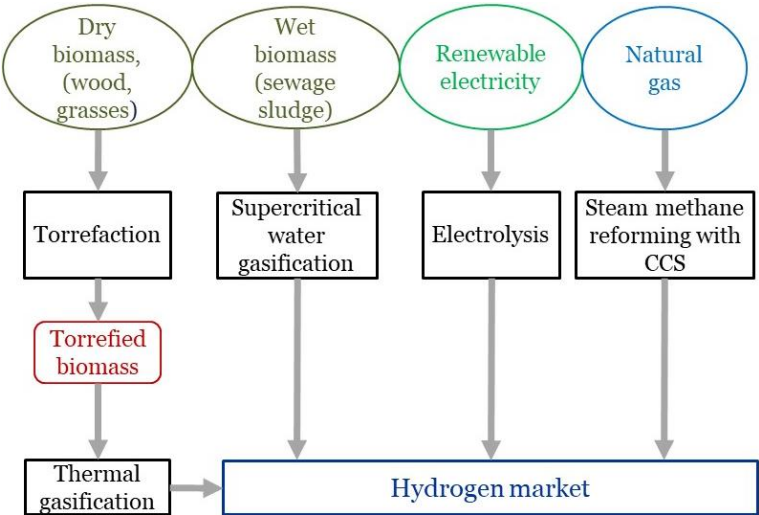 Dry
biomass,
(wood,
grasses)
Wet
biomass
(sewage
sludge)
Renewable
electricity
Natural
gas
Torrefaction
Supercritical
water
gasification
Electrolysis
Steam methane
reforming with
CCS
Torrefied
biomass
Thermal
gasification
Hydrogen market